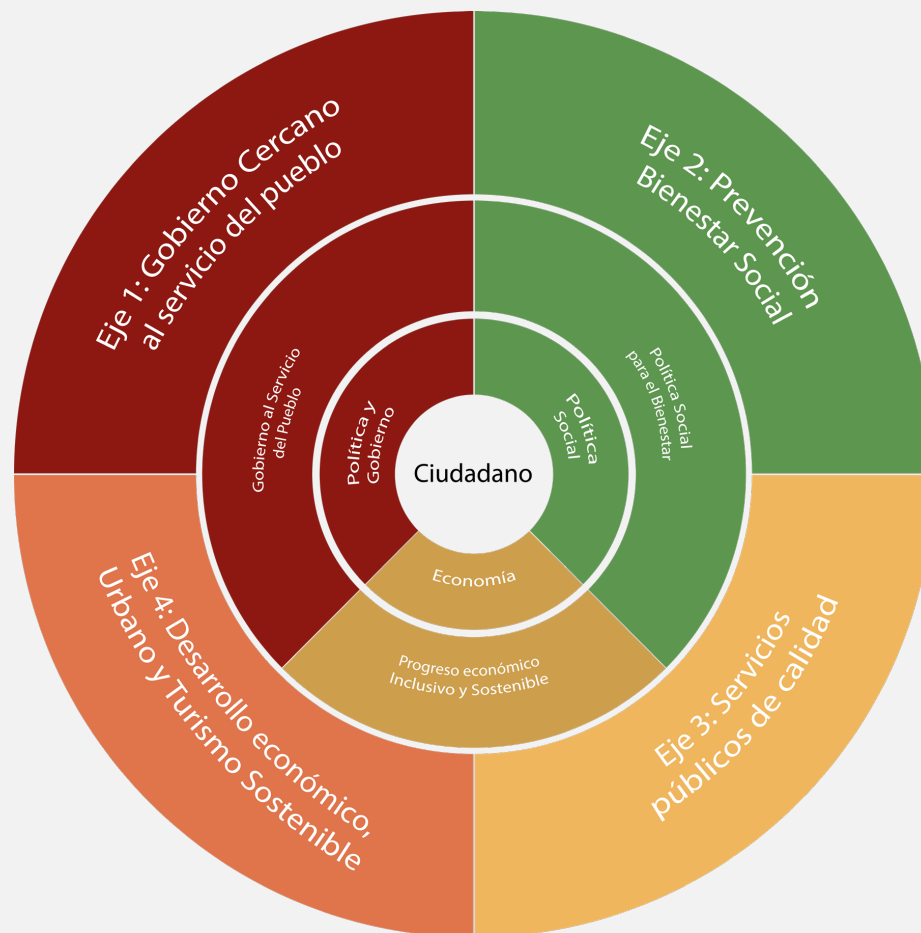 Eje 1: Gobierno Cercano
al servicio del pueblo
Eje 2: Prevención
Bienestar Social
Gobierno al Servicio
del Pueblo
Política y
Gobierno
Ciudadano
Política
Social
Política Social
para el Bienestar
Economía
Progreso económico
Inclusivo y Sostenible
Eje 4: Desarrollo económico,
Urbano y Turismo Sostenible
Eje 3: Servicios
públicos de calidad